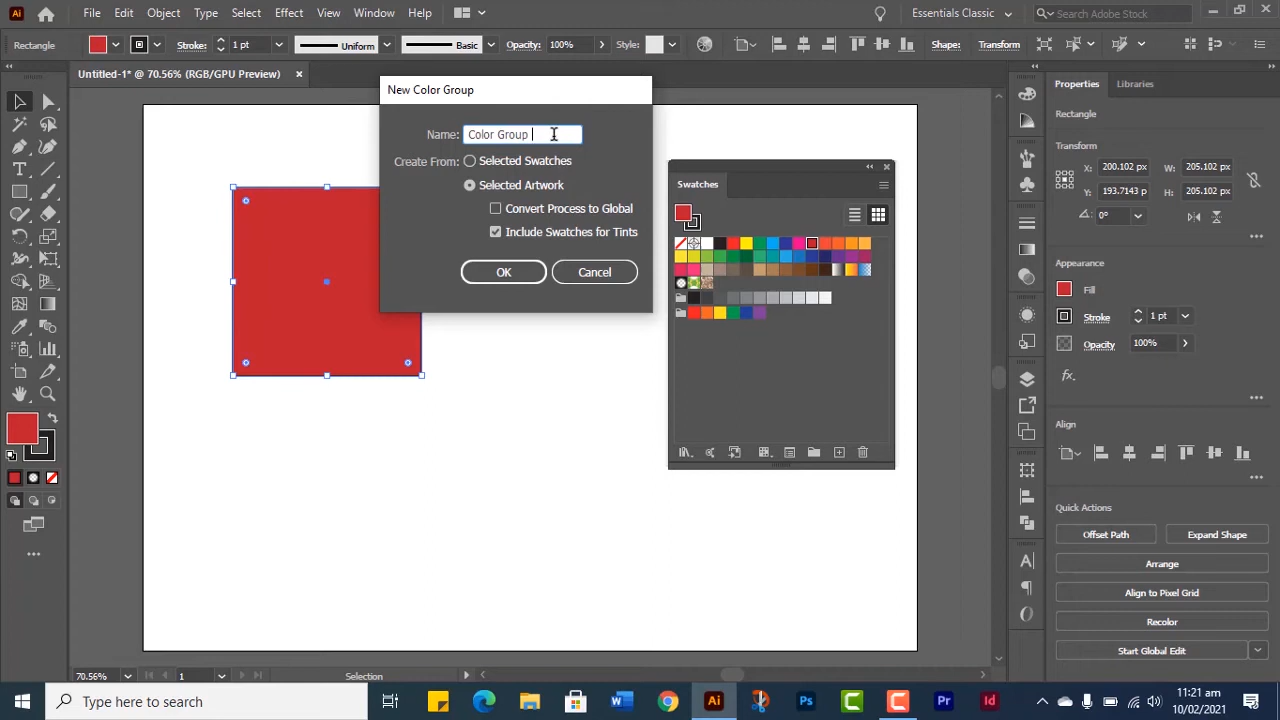 Ai File Edit Object Type Select Effect View Window Help Essentials Classic Search Adobe Stock
Rectangle Stroke: 1 pt Uniform Basic Opacity: 100% Style: Shape: Transform
Untitled-1* @ 70.56% (RGB/GPU Preview)
New Color Group
Name: Color Group
Create From: Selected Swatches
Selected Artwork
Convert Process to Global
Include Swatches for Tints
OK Cancel
Swatches
Properties Libraries
Rectangle
Transform
X: 200.102 px W: 205.102 px
Y: 193.7143 p H: 205.102 px
0°
Appearance
Fill
Stroke 1 pt
Opacity 100%
fx
Align
Quick Actions
Offset Path Expand Shape
Arrange
Align to Pixel Grid
Recolor
Start Global Edit
70.56% 1 Selection
Type here to search
W Ai Ps Pr Id
11:21 am
10/02/2021